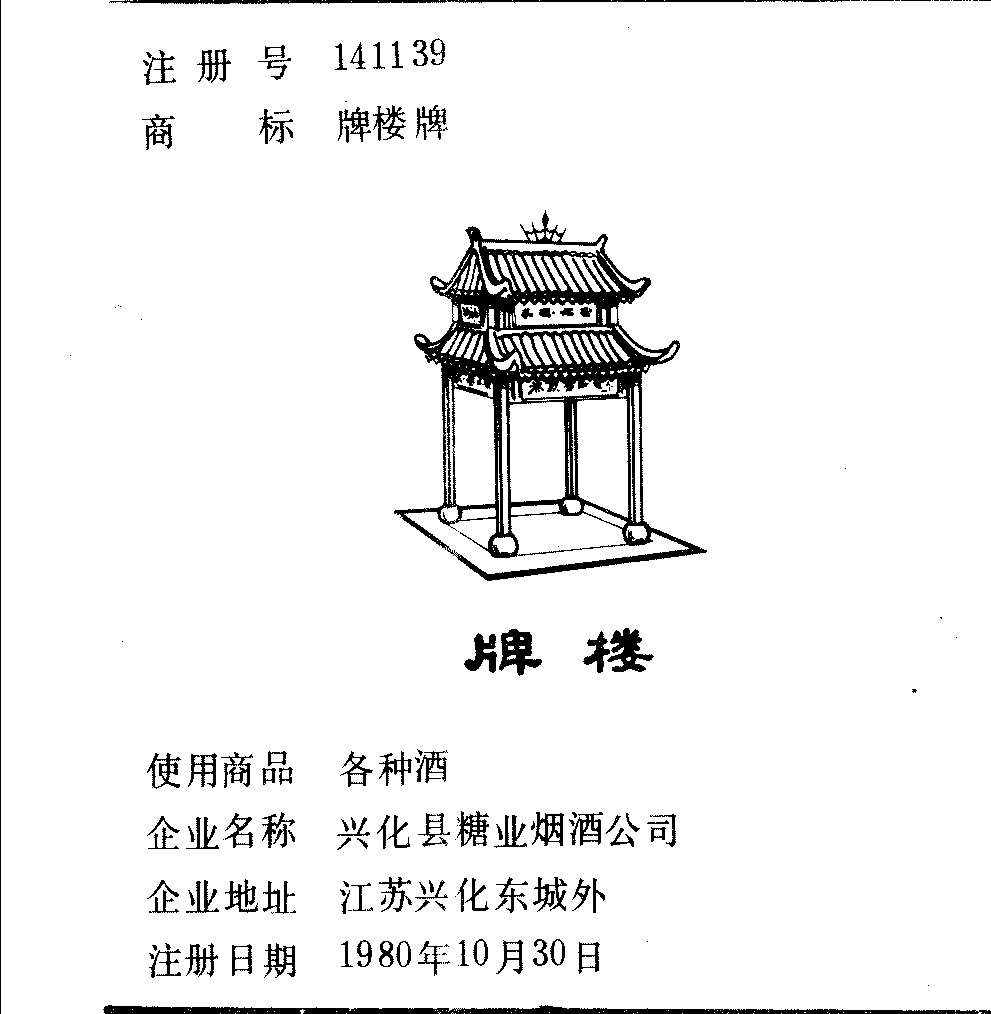 注册号 141139
商标 牌楼牌
牌楼
使用商品 各种酒
企业名称 兴化县糖业烟酒公司
企业地址 江苏兴化东城外
注册日期 1980年10月30日